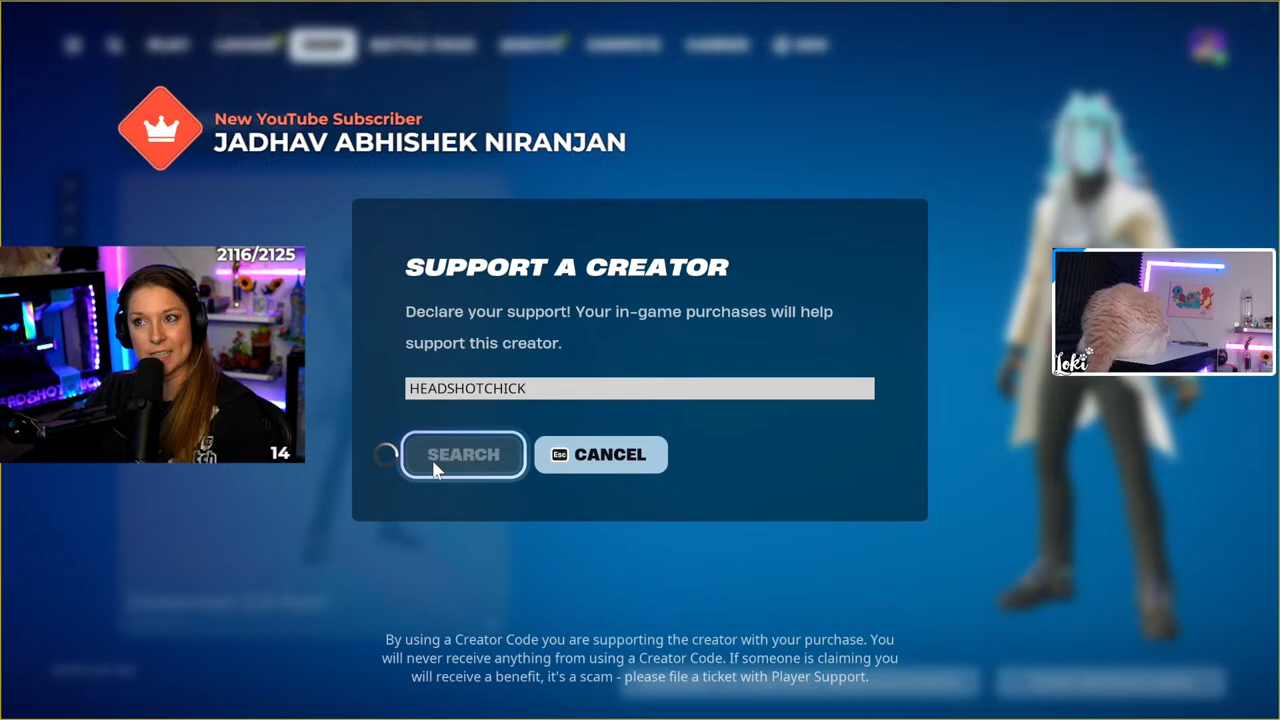 New YouTube Subscriber
JADHAV ABHISHEK NIRANJAN
2116/2125
14
SUPPORT A CREATOR
Declare your support! Your in-game purchases will help
support this creator.
HEADSHOTCHICK
SEARCH
Esc CANCEL
Loki
By using a Creator Code you are supporting the creator with your purchase. You
will never receive anything from using a Creator Code. If someone is claiming you
will receive a benefit, it's a scam - please file a ticket with Player Support.